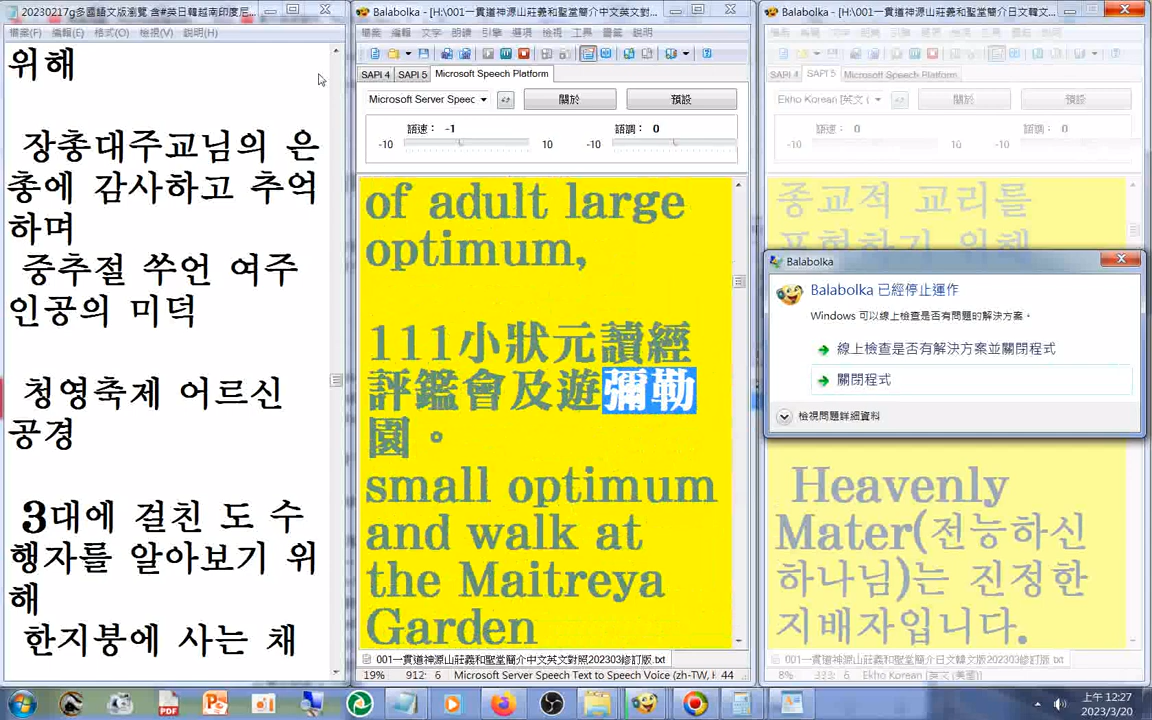 20230217g多國語文版瀏覽 含#英日韓越南印度尼...
檔案(F) 編輯(E) 格式(O) 檢視(V) 說明(H)
위해
장총대주교님의 은
총에 감사하고 추억
하며
중추절 쑤언 여주
인공의 미덕
청영축제 어르신
공경
3대에 걸친 도 수
행자를 알아보기 위
해
한지붕에 사는 채
Balabolka - [H:\001一貫道神源山莊義和聖堂簡介中文英文對...
檔案 編輯 文字 朗讀 引擎 選項 檢視 工具 書籤 說明
SAPI 4 SAPI 5 Microsoft Speech Platform
Microsoft Server Speec 關於 預設
語速： -1 語調： 0
-10 10 -10 10
of adult large
optimum,
111小狀元讀經
評鑑會及遊彌勒
園。
small optimum
and walk at
the Maitreya
Garden
001一貫道神源山莊義和聖堂簡介中文英文對照202303修訂版.txt
19% 912: 6 Microsoft Server Speech Text to Speech Voice (zh-TW, H 44
Balabolka - [H:\001一貫道神源山莊義和聖堂簡介日文韓文...
SAPI 4 SAPI 5 Microsoft Speech Platform
Ekho Korean [英文 ( 關於 預設
語速： 0 語調： 0
-10 10 -10 10
종교적 교리를
표현하기 위해
Balabolka
Balabolka 已經停止運作
Windows 可以線上檢查是否有問題的解決方案。
線上檢查是否有解決方案並關閉程式
關閉程式
檢視問題詳細資料
Heavenly
Mater(전능하신
하나님)는 진정한
지배자입니다.
001一貫道神源山莊義和聖堂簡介日文韓文版202303修訂版.txt
8% 333: 6 Ekho Korean [英文 (美國)]
上午 12:27
2023/3/20